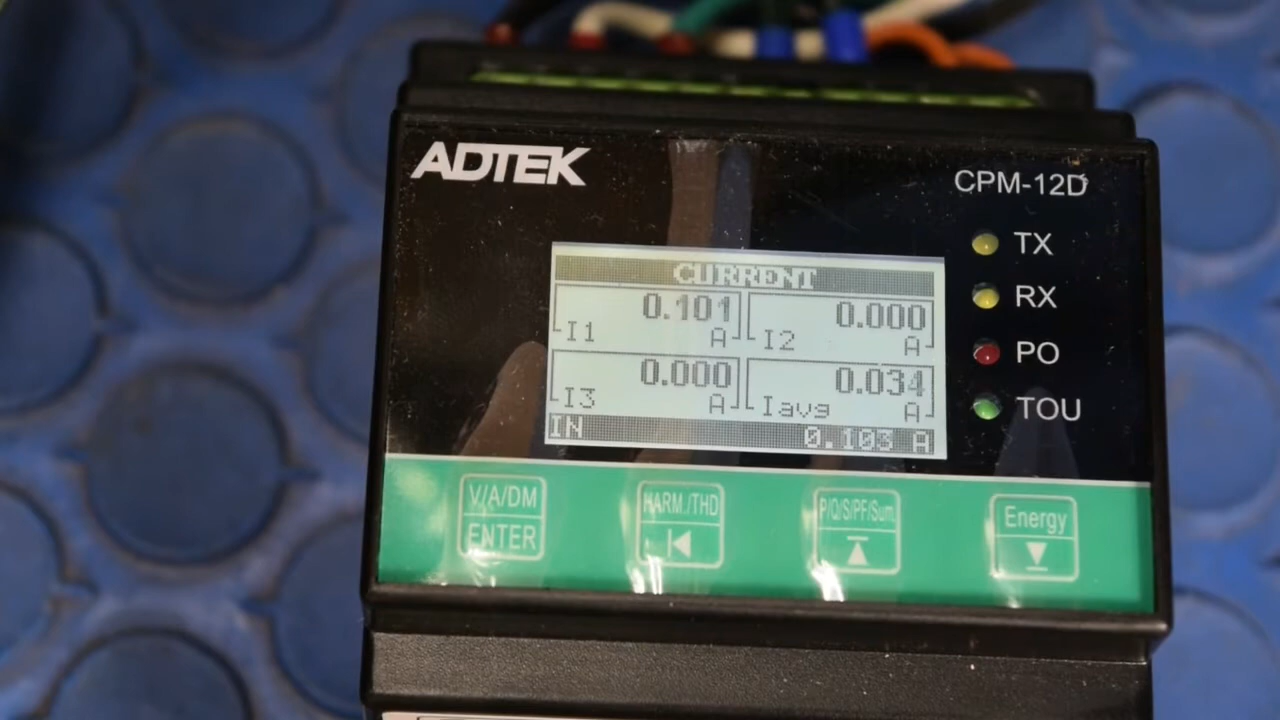 ADTEK
CPM-12D
TX
RX
PO
TOU
CURRENT
0.101
I1 A
0.000
I2 A
0.000
I3 A
0.034
Iavg A
IN 0.103 A
V/A/DM
ENTER
HARM./THD
P/Q/S/PF/Sum.
Energy